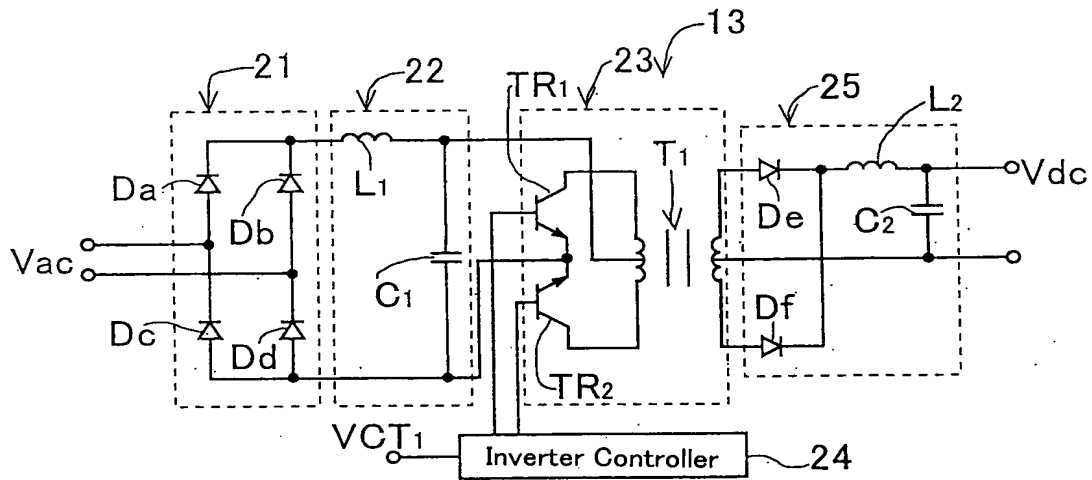 13
21
22
23
TR1
25
L2
Da
Db
L1
T1
De
C2
Vdc
Vac
C1
Dc
Dd
TR2
Df
VCT1
Inverter Controller
24